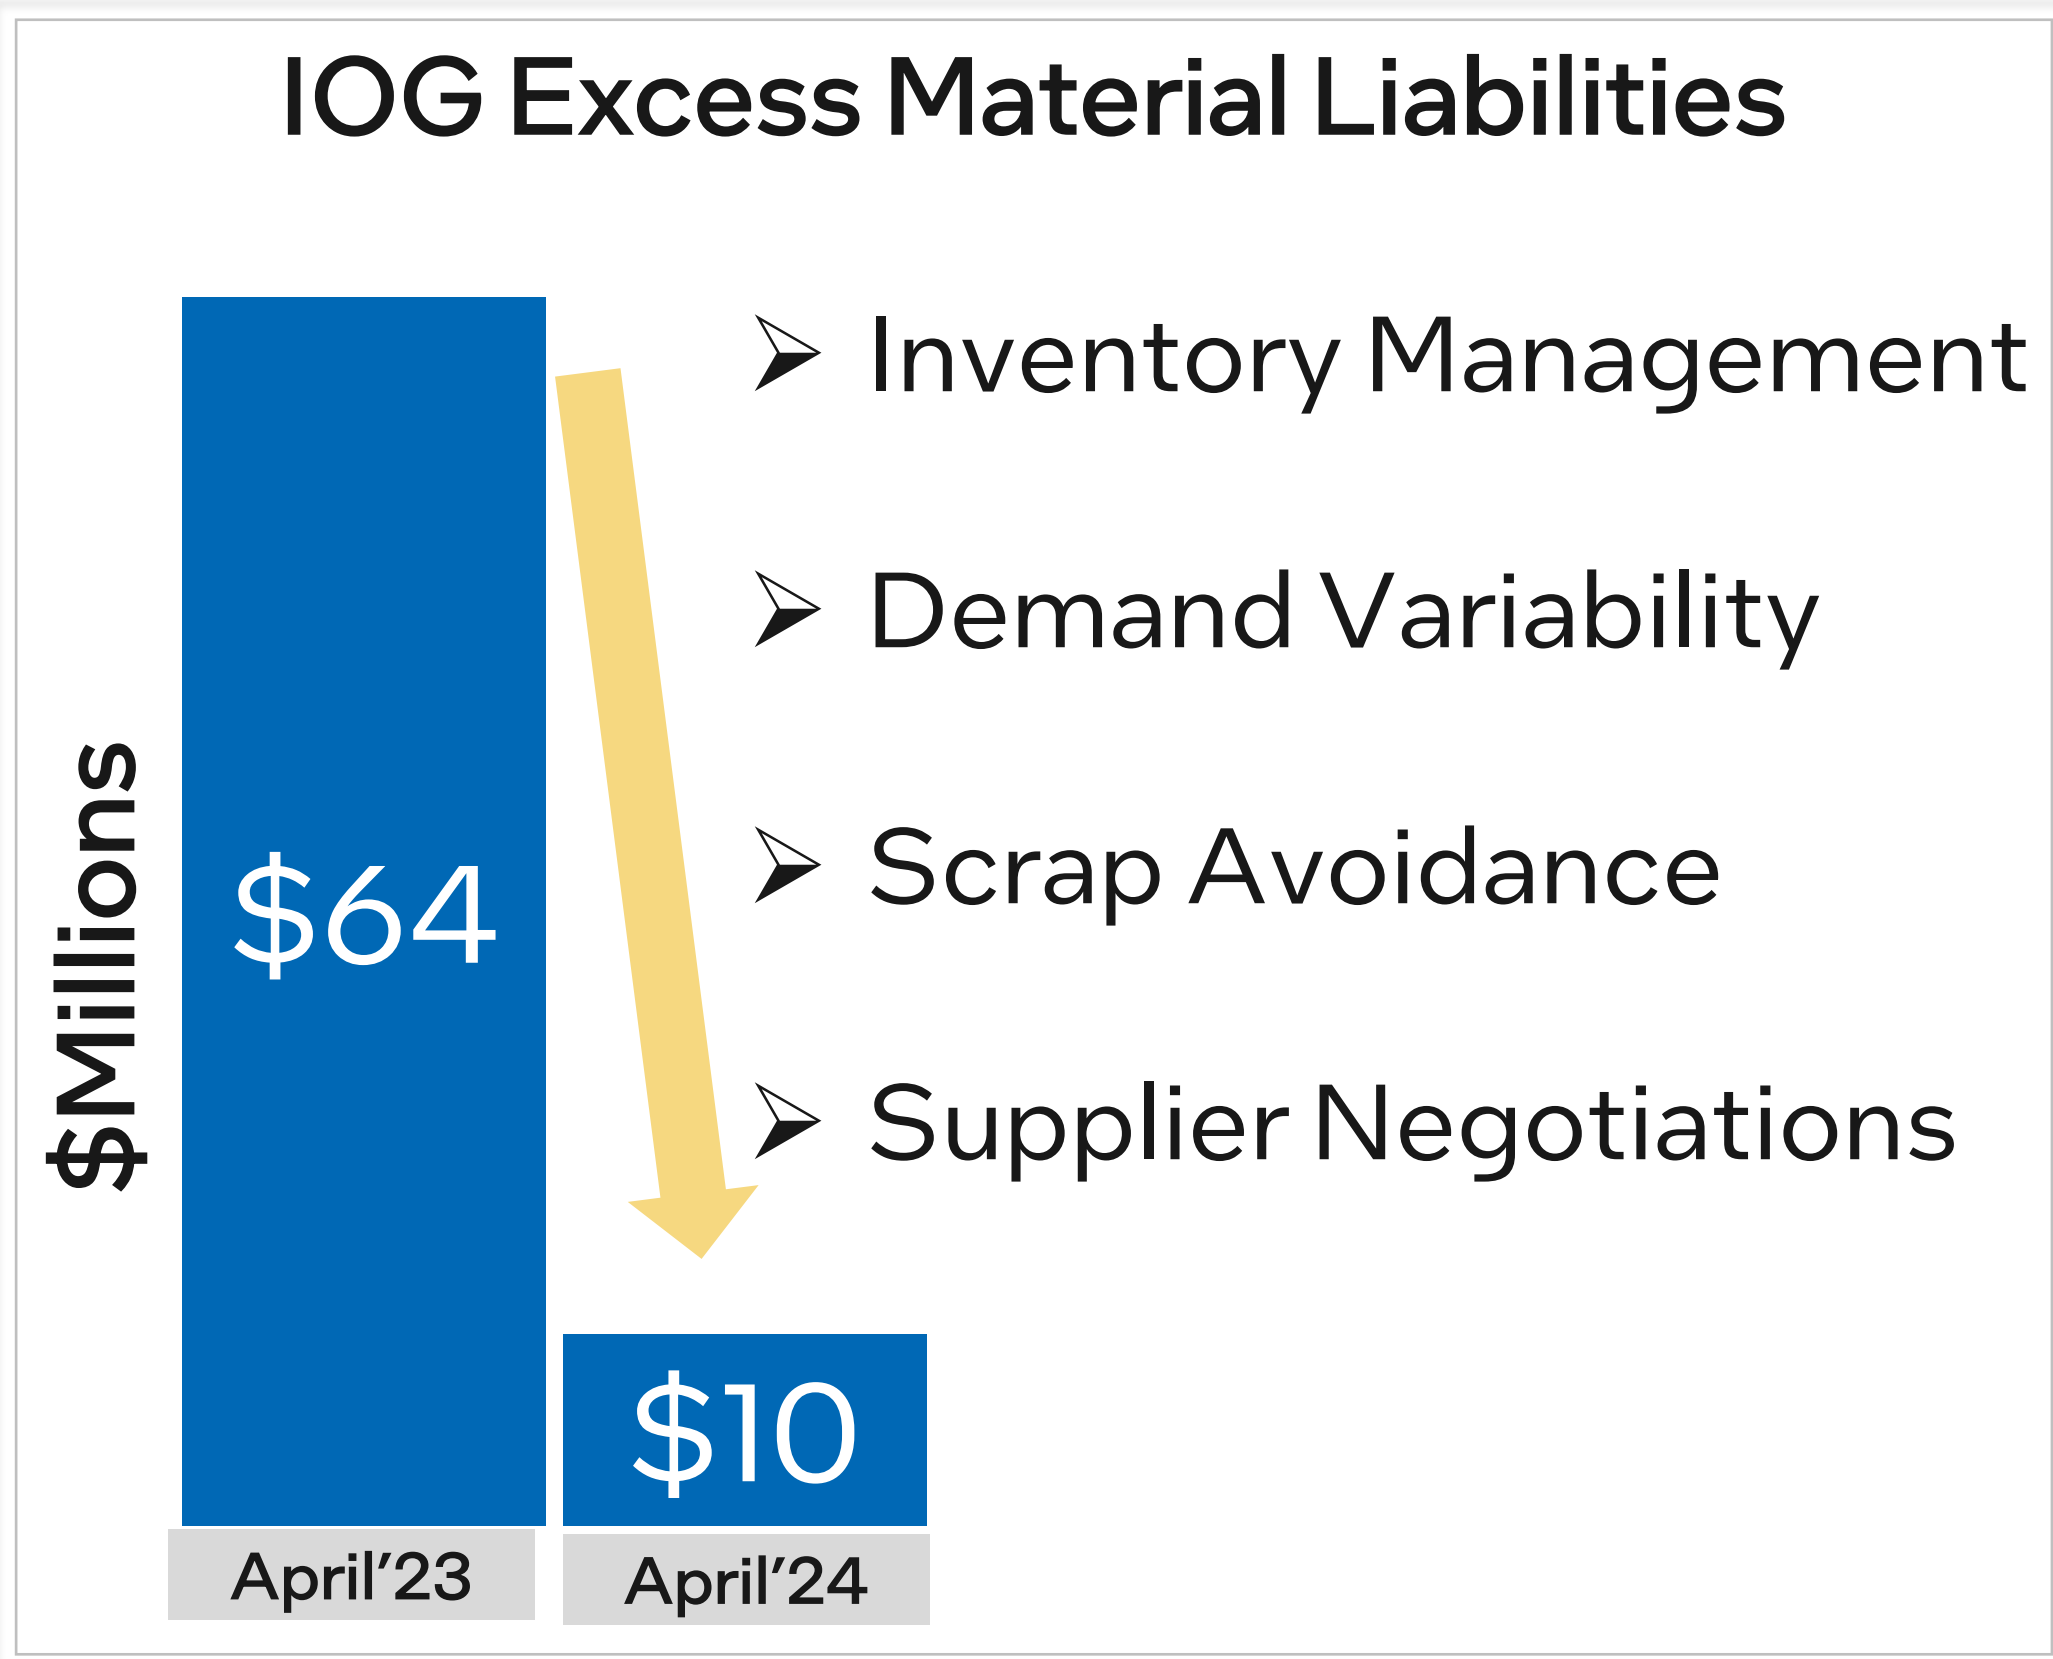 IOG Excess Material Liabilities
Inventory Management
Demand Variability
Scrap Avoidance
Supplier Negotiations
$Millions
$64
$10
April’23
April’24